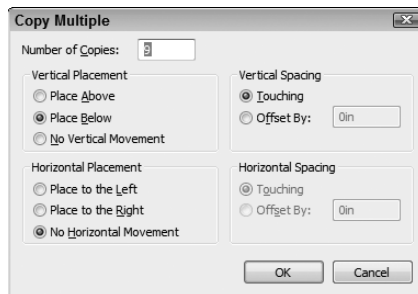 Copy Multiple
Number of Copies: 9
Vertical Placement
Place Above
Place Below
No Vertical Movement
Vertical Spacing
Touching
Offset By: 0in
Horizontal Placement
Place to the Left
Place to the Right
No Horizontal Movement
Horizontal Spacing
Touching
Offset By: 0in
OK Cancel